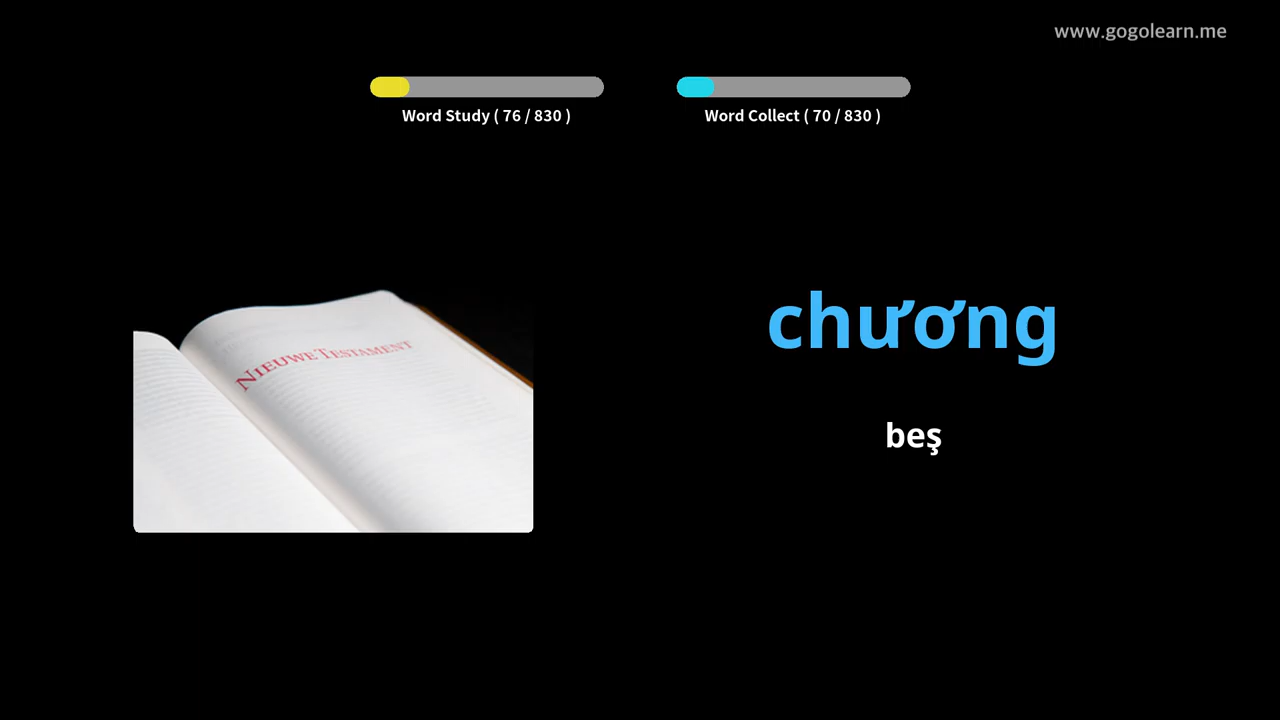 www.gogolearn.me
Word Study ( 76 / 830 )
Word Collect ( 70 / 830 )
NIEUWE TESTAMENT
chương
beş